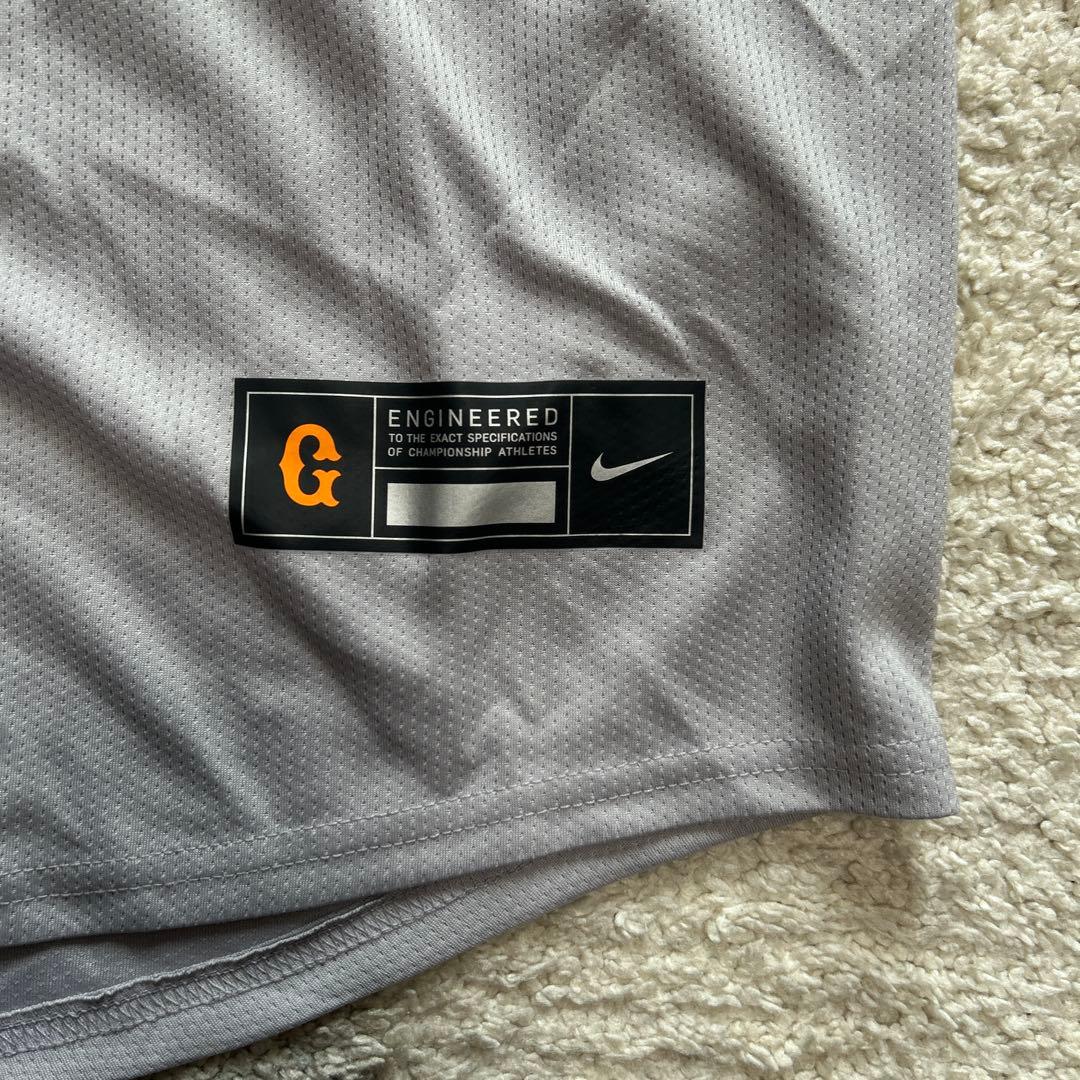 G
ENGINEERED
TO THE EXACT SPECIFICATIONS
OF CHAMPIONSHIP ATHLETES